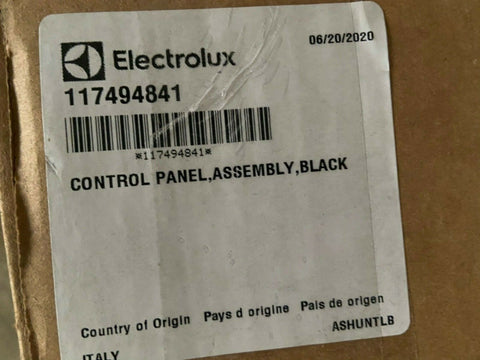 Electrolux
06/20/2020
117494841
*117494841*
CONTROL PANEL,ASSEMBLY,BLACK
Country of Origin Pays d origine Pais de origen
ITALY
ASHUNTLB